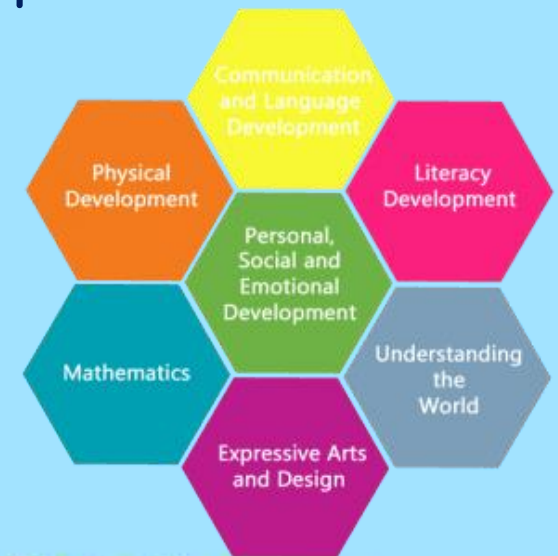 Communication
and Language
Development
Physical
Development
Literacy
Development
Personal,
Social and
Emotional
Development
Mathematics
Understanding
the
World
Expressive Arts
and Design